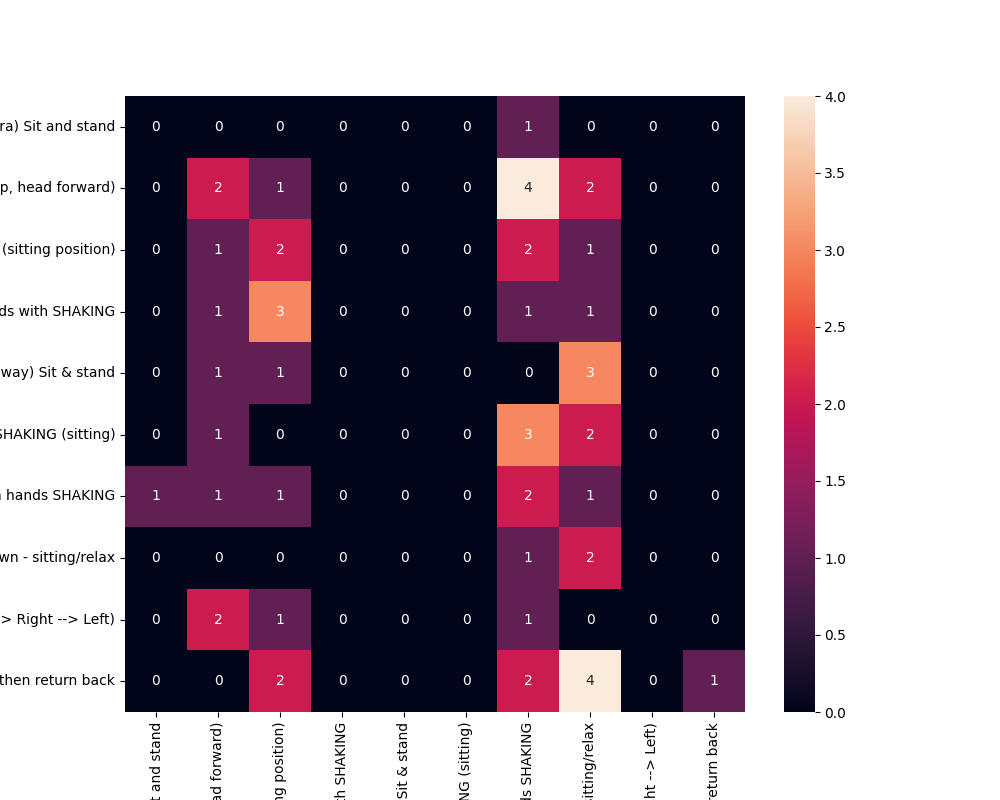 ra) Sit and stand 0 0 0 0 0 0 1 0 0 0
p, head forward) 0 2 1 0 0 0 4 2 0 0
(sitting position) 0 1 2 0 0 0 2 1 0 0
ds with SHAKING 0 1 3 0 0 0 1 1 0 0
way) Sit & stand 0 1 1 0 0 0 0 3 0 0
SHAKING (sitting) 0 1 0 0 0 0 3 2 0 0
hands SHAKING 1 1 1 0 0 0 2 1 0 0
wn - sitting/relax 0 0 0 0 0 0 1 2 0 0
> Right --> Left) 0 2 1 0 0 0 1 0 0 0
then return back 0 0 2 0 0 0 2 4 0 1
t and stand
ad forward)
ng position)
th SHAKING
Sit & stand
NG (sitting)
ds SHAKING
sitting/relax
ht --> Left)
return back
4.0
3.5
3.0
2.5
2.0
1.5
1.0
0.5
0.0